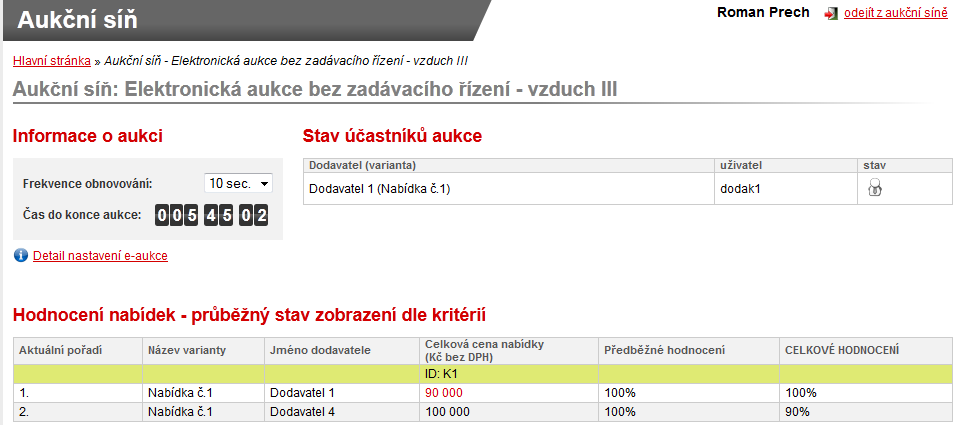 Aukční síň
Roman Prech odejít z aukční síně
Hlavní stránka » Aukční síň - Elektronická aukce bez zadávacího řízení - vzduch III
Aukční síň: Elektronická aukce bez zadávacího řízení - vzduch III
Informace o aukci
Frekvence obnovování: 10 sec.
Čas do konce aukce: 005 45 02
Detail nastavení e-aukce
Stav účastníků aukce
Dodavatel (varianta) uživatel stav
Dodavatel 1 (Nabídka č.1) dodak1
Hodnocení nabídek - průběžný stav zobrazení dle kritérií
Aktuální pořadí Název varianty Jméno dodavatele Celková cena nabídky (Kč bez DPH) Předběžné hodnocení CELKOVÉ HODNOCENÍ
ID: K1
1. Nabídka č.1 Dodavatel 1 90 000 100% 100%
2. Nabídka č.1 Dodavatel 4 100 000 100% 90%